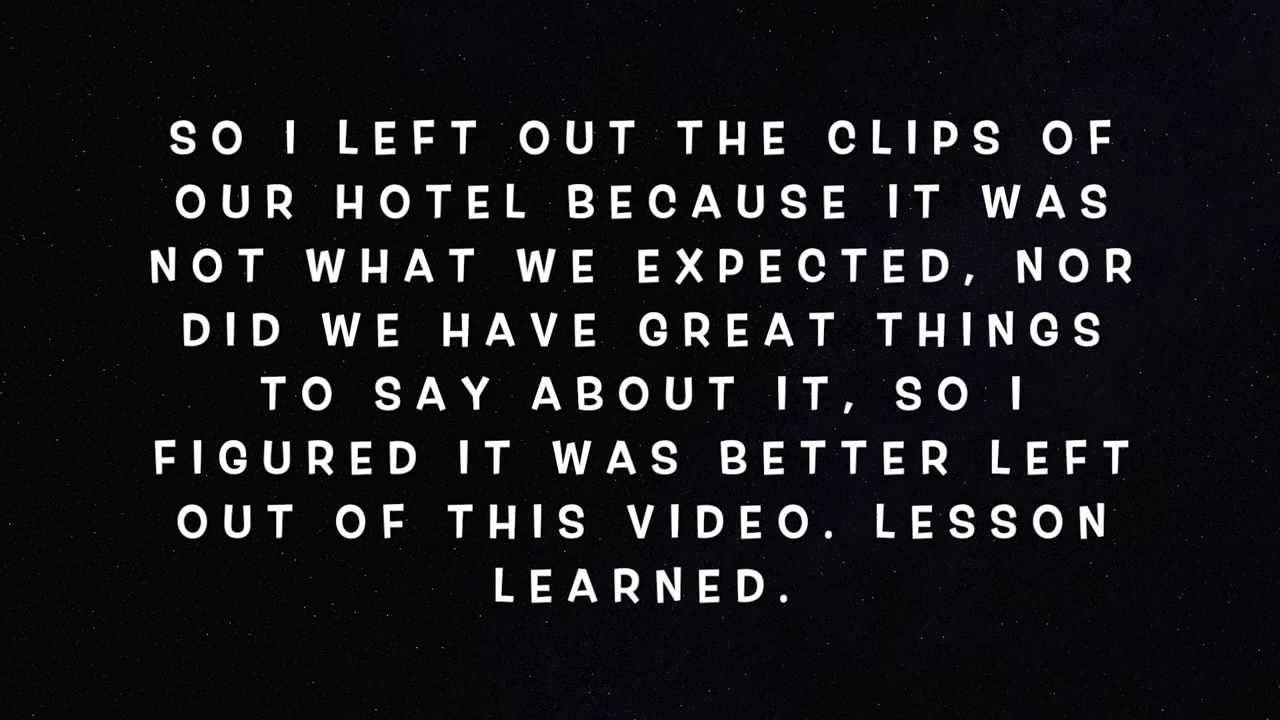 SO I LEFT OUT THE CLIPS OF
OUR HOTEL BECAUSE IT WAS
NOT WHAT WE EXPECTED, NOR
DID WE HAVE GREAT THINGS
TO SAY ABOUT IT, SO I
FIGURED IT WAS BETTER LEFT
OUT OF THIS VIDEO. LESSON
LEARNED.